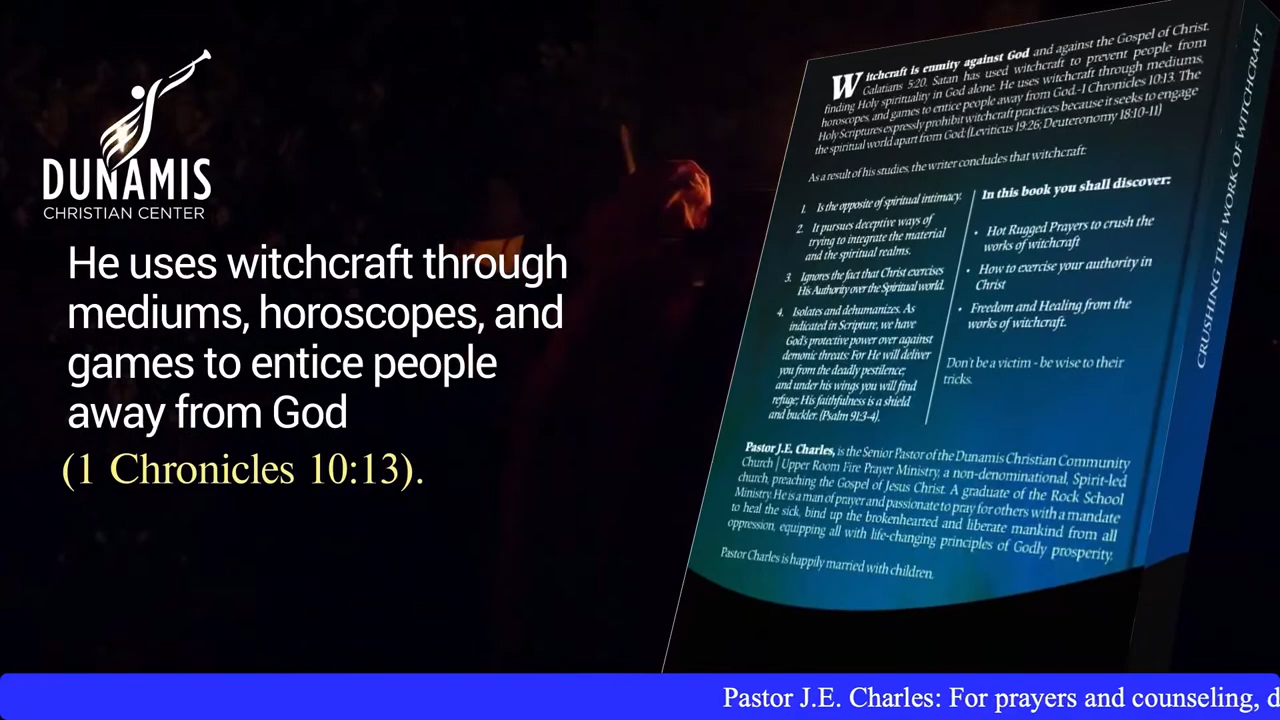 DUNAMIS
CHRISTIAN CENTER
He uses witchcraft through
mediums, horoscopes, and
games to entice people
away from God
(1 Chronicles 10:13).
Witchcraft is enmity against God and against the Gospel of Christ.
Galatians 5:20. Satan has used witchcraft to prevent people from
finding Holy spirituality in God alone. He uses witchcraft through mediums,
horoscopes, and games to entice people away from God.-1 Chronicles 10:13. The
Holy Scriptures expressly prohibit witchcraft practices because it seeks to engage
the spiritual world apart from God: (Leviticus 19:26; Deuteronomy 18:10-11)
As a result of his studies, the writer concludes that witchcraft:
1. Is the opposite of spiritual intimacy.
2. It pursues deceptive ways of
trying to integrate the material
and the spiritual realms.
3. Ignores the fact that Christ exercises
His Authority over the Spiritual world.
4. Isolates and dehumanizes. As
indicated in Scripture, we have
God's protective power over against
demonic threats: For He will deliver
you from the deadly pestilence;
and under his wings you will find
refuge; His faithfulness is a shield
and buckler. (Psalm 91:3-4).
In this book you shall discover:
• Hot Rugged Prayers to crush the
works of witchcraft
• How to exercise your authority in
Christ
• Freedom and Healing from the
works of witchcraft.
Don't be a victim - be wise to their
tricks.
Pastor J.E. Charles, is the Senior Pastor of the Dunamis Christian Community
Church | Upper Room Fire Prayer Ministry, a non-denominational, Spirit-led
church, preaching the Gospel of Jesus Christ. A graduate of the Rock School
Ministry. He is a man of prayer and passionate to pray for others with a mandate
to heal the sick, bind up the brokenhearted and liberate mankind from all
oppression, equipping all with life-changing principles of Godly prosperity.
Pastor Charles is happily married with children.
CRUSHING THE WORK OF WITCHCRAFT
Pastor J.E. Charles: For prayers and counseling, d